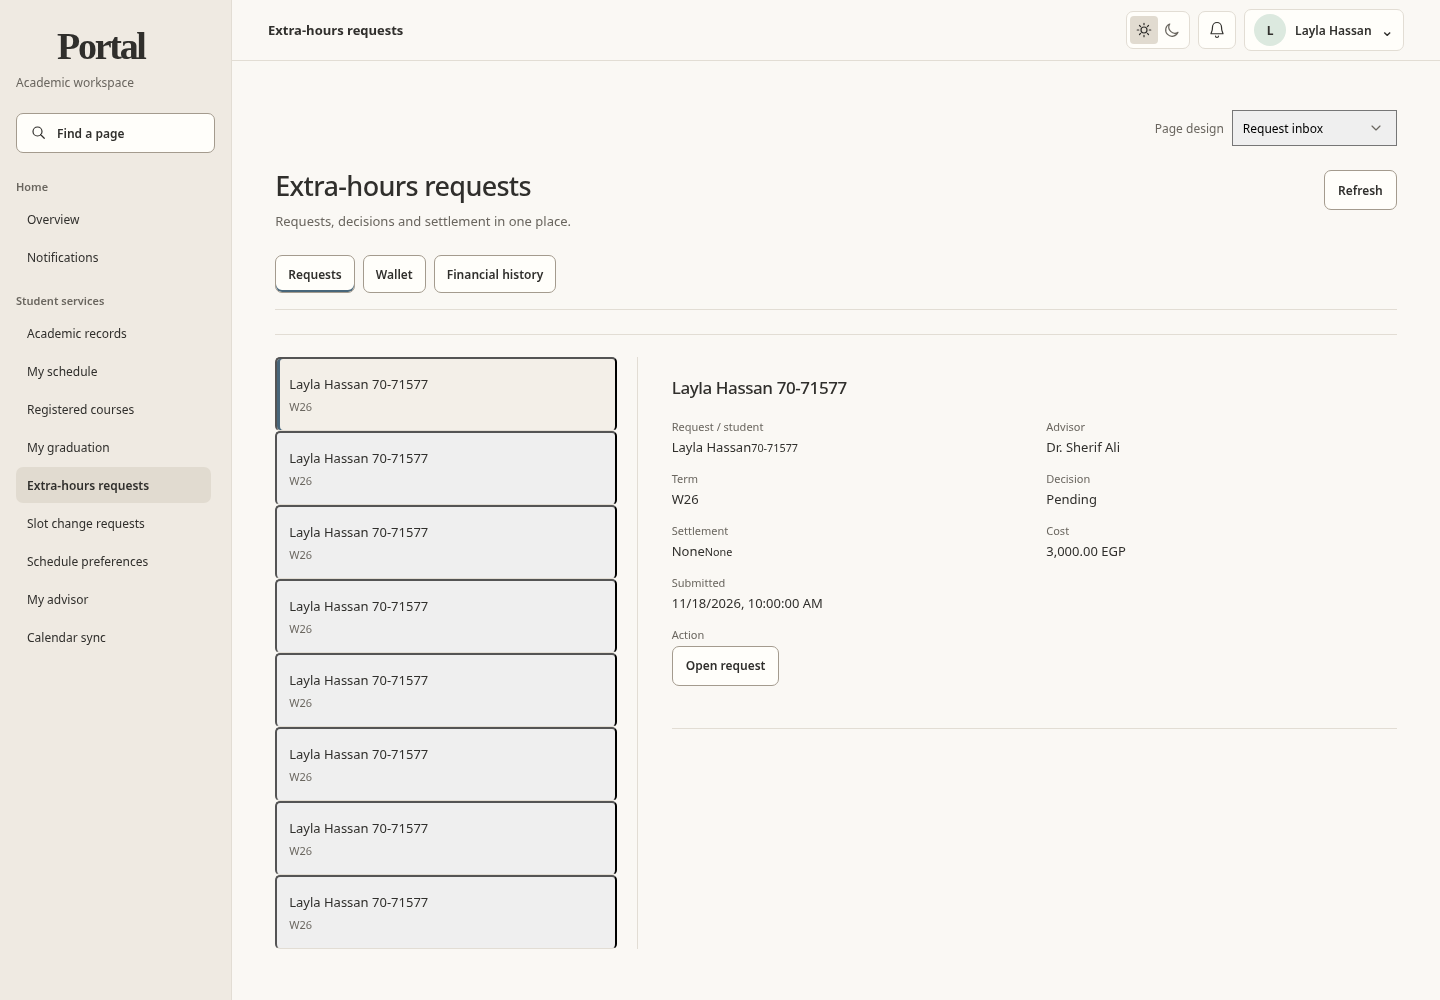 Portal
Academic workspace
Find a page
Home
Overview
Notifications
Student services
Academic records
My schedule
Registered courses
My graduation
Extra-hours requests
Slot change requests
Schedule preferences
My advisor
Calendar sync
Extra-hours requests
L
Layla Hassan
Page design
Request inbox
Extra-hours requests
Requests, decisions and settlement in one place.
Refresh
Requests
Wallet
Financial history
Layla Hassan 70-71577
W26
Layla Hassan 70-71577
W26
Layla Hassan 70-71577
W26
Layla Hassan 70-71577
W26
Layla Hassan 70-71577
W26
Layla Hassan 70-71577
W26
Layla Hassan 70-71577
W26
Layla Hassan 70-71577
W26
Layla Hassan 70-71577
Request / student
Layla Hassan70-71577
Advisor
Dr. Sherif Ali
Term
W26
Decision
Pending
Settlement
NoneNone
Cost
3,000.00 EGP
Submitted
11/18/2026, 10:00:00 AM
Action
Open request